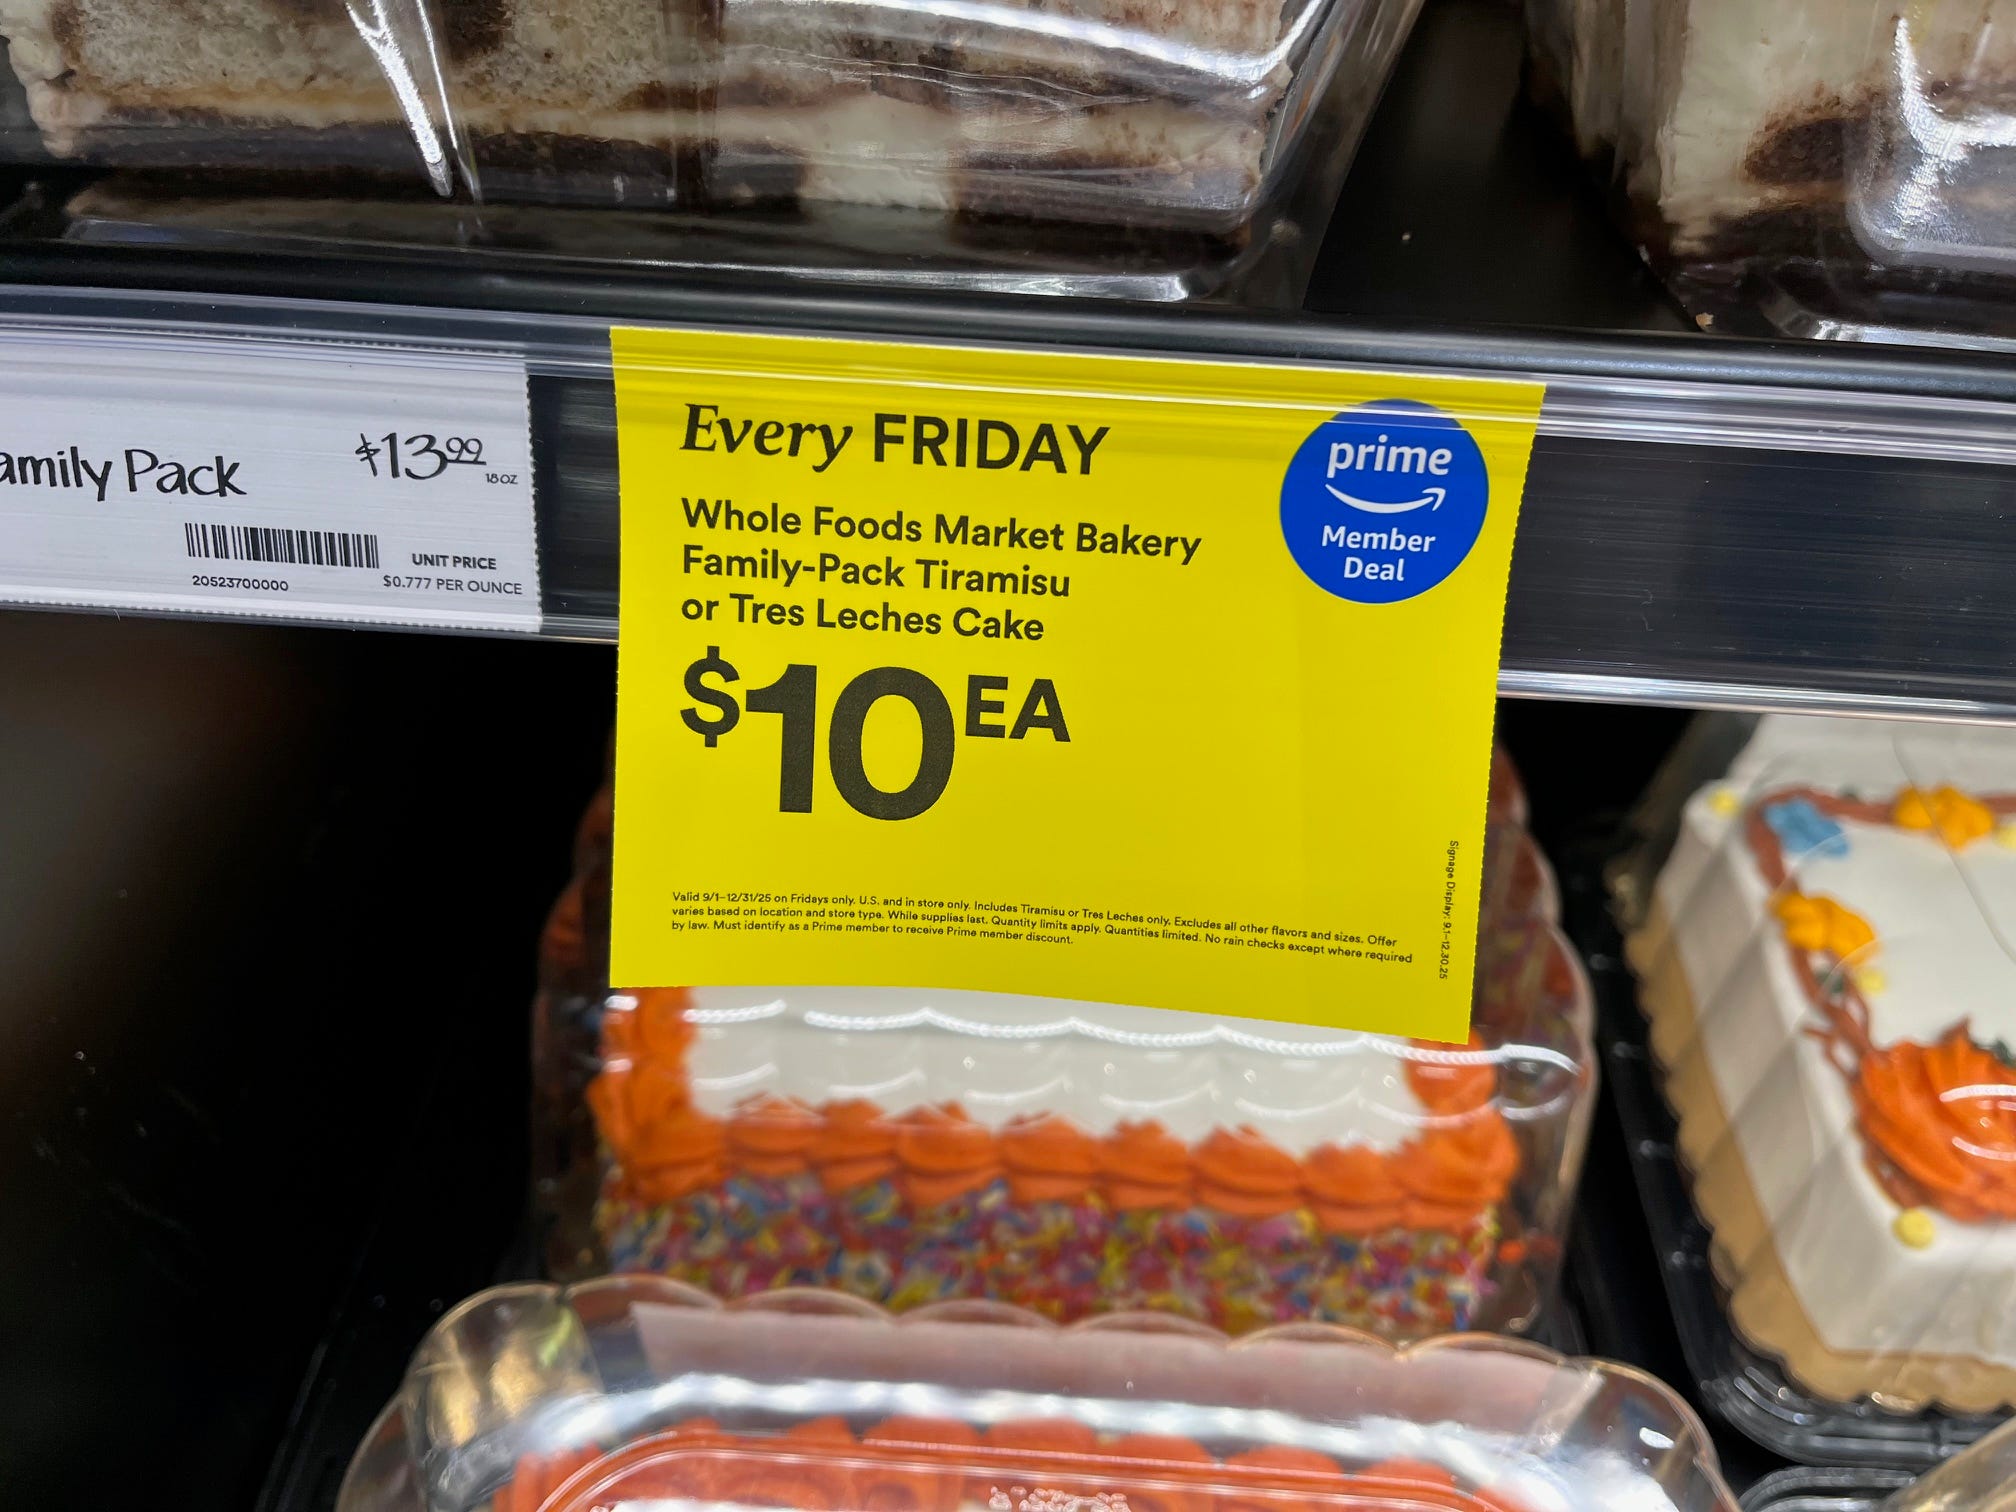 amily Pack
$13.99
18 OZ
20523700000
UNIT PRICE
$0.777 PER OUNCE
Every FRIDAY
Whole Foods Market Bakery
Family-Pack Tiramisu
or Tres Leches Cake
$10 EA
prime
Member
Deal
Valid 9/1–12/31/25 on Fridays only. U.S. and in store only. Includes Tiramisu or Tres Leches only. Excludes all other flavors and sizes. Offer
varies based on location and store type. While supplies last. Quantity limits apply. Quantities limited. No rain checks except where required
by law. Must identify as a Prime member to receive Prime member discount.
Signage Display: 9.1–12.30.25